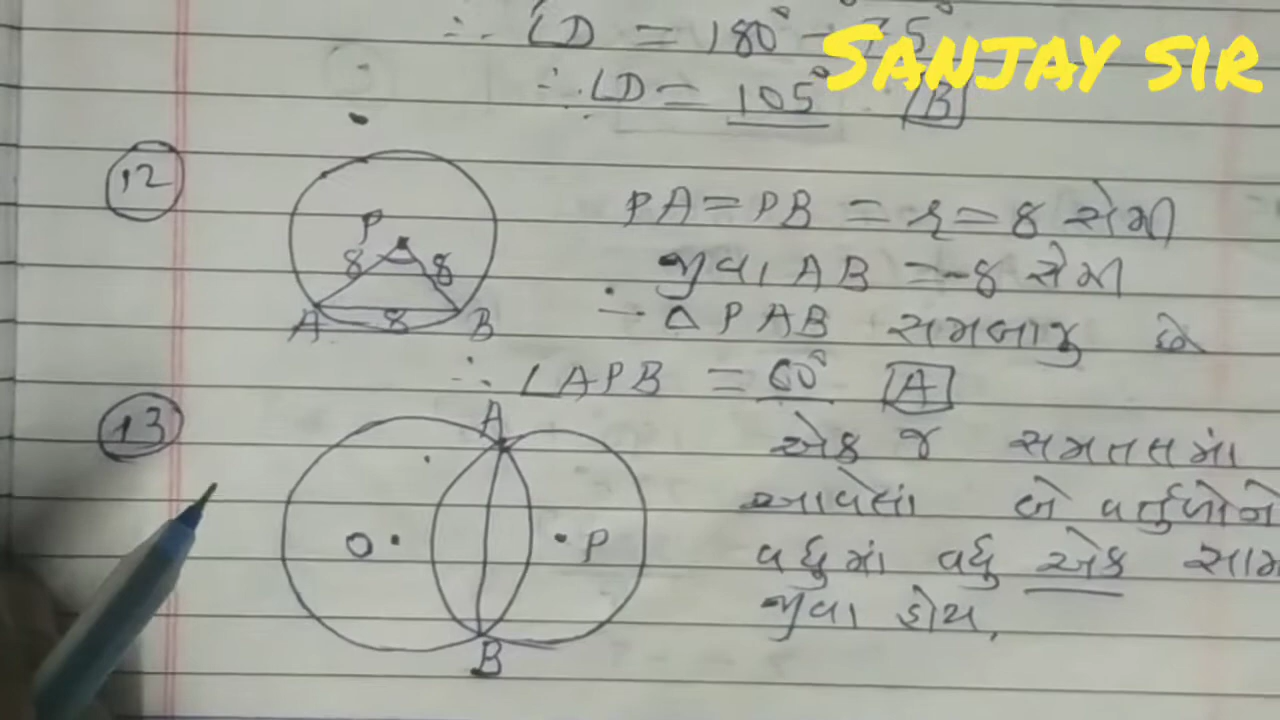 ∴ ∠D = 180° - 75°
SANJAY SIR
∴ ∠D = 105° B
12
P
8 8
A 8 B
PA = PB = r = 8 સેમી
જીવા AB = 8 સેમી
∴ △PAB સમબાજુ છે
∴ ∠APB = 60° A
13
A
O P
B
એક જ સમતલમાં
આવેલાં બે વર્તુળોને
વધુમાં વધુ એક સામ
જીવા હોય,